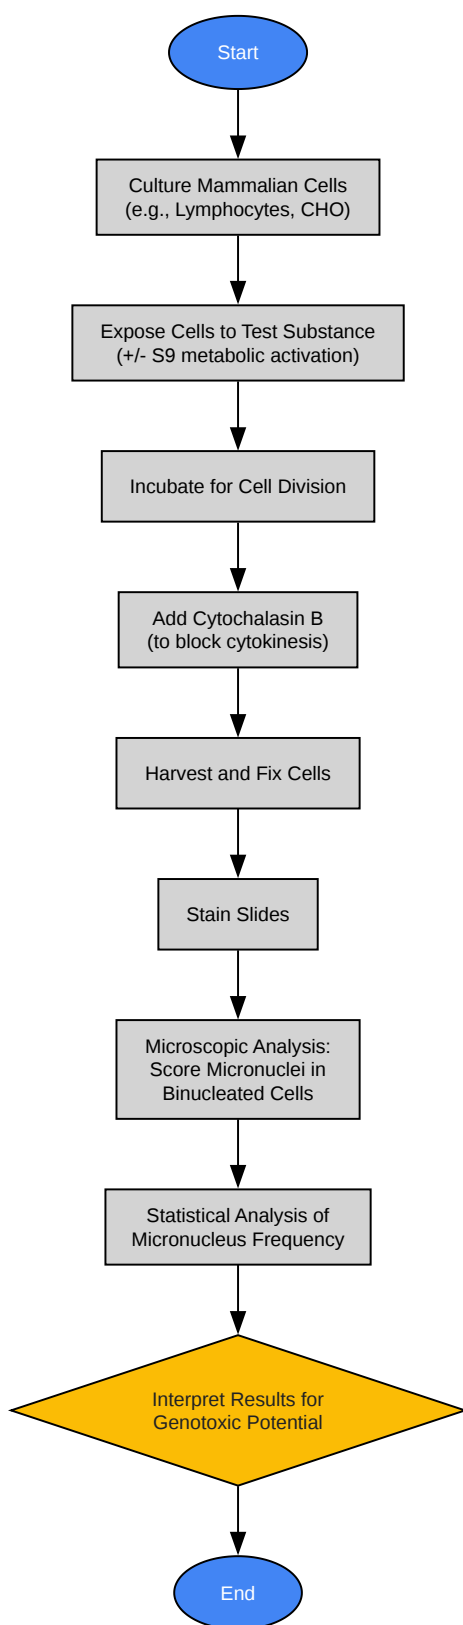 Start
Culture Mammalian Cells
(e.g., Lymphocytes, CHO)
Expose Cells to Test Substance
(+/- S9 metabolic activation)
Incubate for Cell Division
Add Cytochalasin B
(to block cytokinesis)
Harvest and Fix Cells
Stain Slides
Microscopic Analysis:
Score Micronuclei in
Binucleated Cells
Statistical Analysis of
Micronucleus Frequency
Interpret Results for
Genotoxic Potential
End